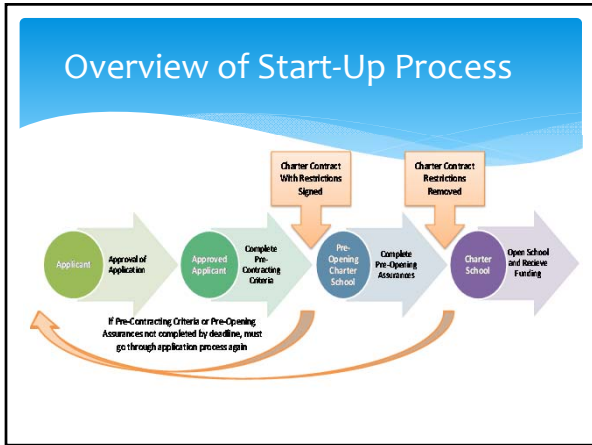 Overview of Start-Up Process
Charter Contract
With Restrictions
Signed
Charter Contract
Restrictions
Removed
Applicant
Approval of
Application
Approved
Applicant
Complete
Pre-
Contracting
Criteria
Pre-
Opening
Charter
School
Complete
Pre-Opening
Assurances
Charter
School
Open School
and Recieve
Funding
If Pre-Contracting Criteria or Pre-Opening
Assurances not completed by deadline, must
go through application process again